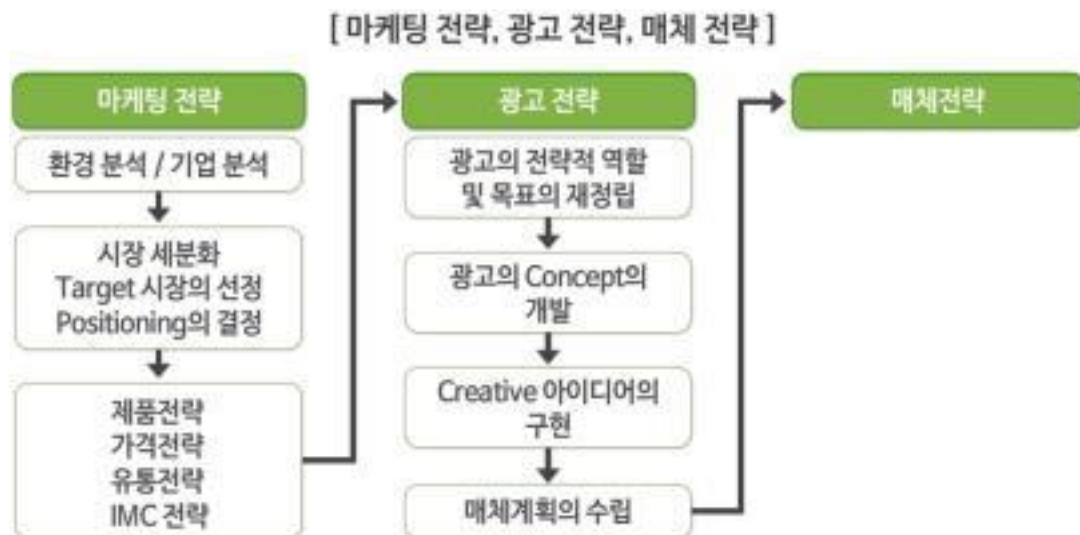 [ 마케팅 전략, 광고 전략, 매체 전략 ]
마케팅 전략
환경 분석 / 기업 분석
시장 세분화
Target 시장의 선정
Positioning의 결정
제품전략
가격전략
유통전략
IMC 전략
광고 전략
광고의 전략적 역할
및 목표의 재정립
광고의 Concept의
개발
Creative 아이디어의
구현
매체계획의 수립
매체전략